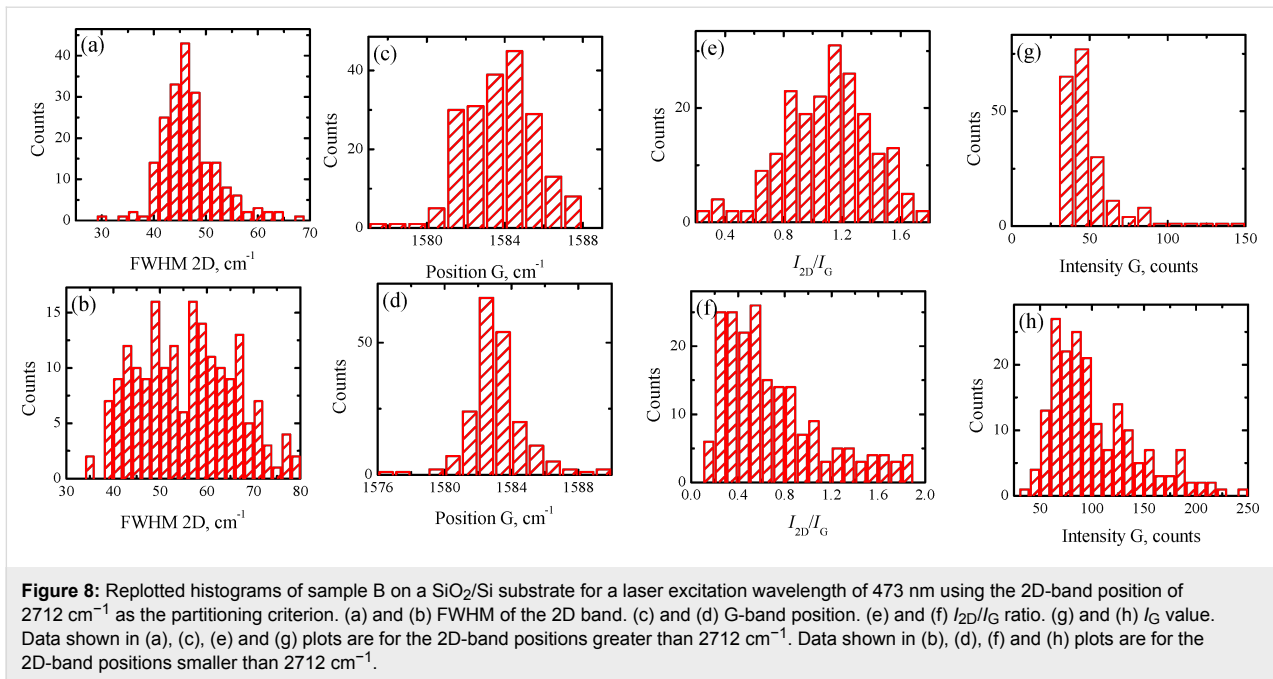 (a)
Counts
40
30
20
10
0
30 40 50 60 70
FWHM 2D, cm⁻¹
(c)
Counts
40
20
0
1580 1584 1588
Position G, cm⁻¹
(e)
Counts
30
20
10
0
0.4 0.8 1.2 1.6
I2D/IG
(g)
Counts
75
50
25
0
0 50 100 150
Intensity G, counts
(b)
Counts
15
10
5
0
30 40 50 60 70 80
FWHM 2D, cm⁻¹
(d)
Counts
50
0
1576 1580 1584 1588
Position G, cm⁻¹
(f)
Counts
20
10
0
0.0 0.4 0.8 1.2 1.6 2.0
I2D/IG
(h)
Counts
20
10
0
50 100 150 200 250
Intensity G, counts
Figure 8: Replotted histograms of sample B on a SiO₂/Si substrate for a laser excitation wavelength of 473 nm using the 2D-band position of
2712 cm⁻¹ as the partitioning criterion. (a) and (b) FWHM of the 2D band. (c) and (d) G-band position. (e) and (f) I2D/IG ratio. (g) and (h) IG value.
Data shown in (a), (c), (e) and (g) plots are for the 2D-band positions greater than 2712 cm⁻¹. Data shown in (b), (d), (f) and (h) plots are for the
2D-band positions smaller than 2712 cm⁻¹.